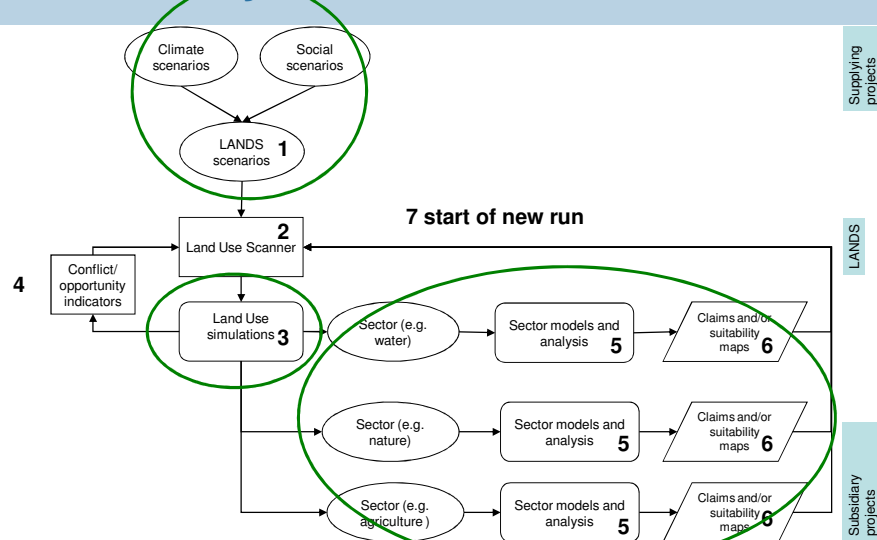 Climate
scenarios
Social
scenarios
Supplying
projects
LANDS
scenarios
1
7 start of new run
2
Land Use Scanner
LANDS
4
Conflict/
opportunity
indicators
Land Use
simulations
3
Sector (e.g.
water)
Sector models and
analysis
5
Claims and/or
suitability
maps
6
Sector (e.g.
nature)
Sector models and
analysis
5
Claims and/or
suitability
maps
6
Sector (e.g.
agriculture )
Sector models and
analysis
5
Claims and/or
suitability
maps
6
Subsidiary
projects